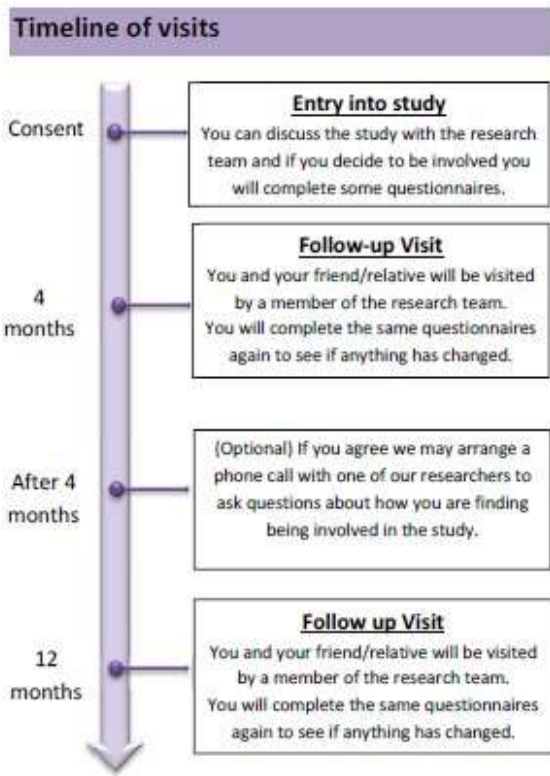 Timeline of visits
Consent
Entry into study
You can discuss the study with the research
team and if you decide to be involved you
will complete some questionnaires.
4
months
Follow-up Visit
You and your friend/relative will be visited
by a member of the research team.
You will complete the same questionnaires
again to see if anything has changed.
After 4
months
(Optional) If you agree we may arrange a
phone call with one of our researchers to
ask questions about how you are finding
being involved in the study.
12
months
Follow up Visit
You and your friend/relative will be visited
by a member of the research team.
You will complete the same questionnaires
again to see if anything has changed.